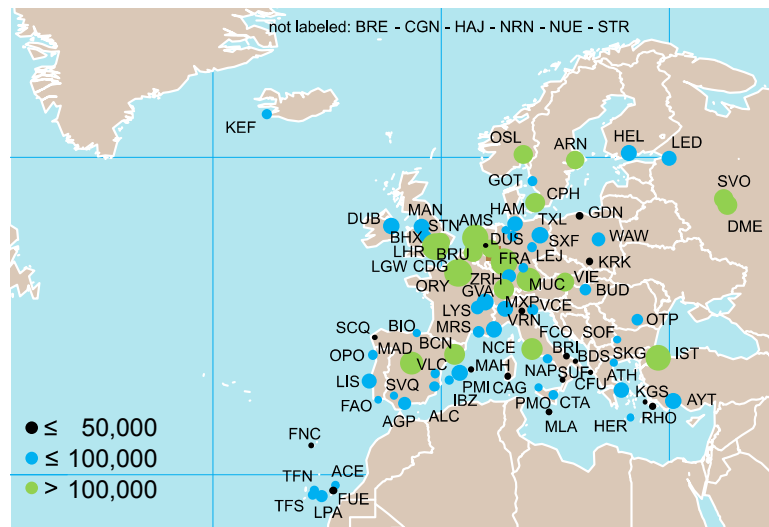 not labeled: BRE - CGN - HAJ - NRN - NUE - STR
KEF
OSL
ARN
HEL
LED
GOT
SVO
CPH
DME
MAN
HAM
GDN
DUB
STN
AMS
TXL
BHX
DUS
SXF
WAW
LHR
BRU
FRA
LEJ
LGW
CDG
KRK
ORY
ZRH
MUC
VIE
GVA
BUD
LYS
MXP
VCE
SCQ
BIO
MRS
VRN
OTP
OPO
MAD
BCN
NCE
FCO
SOF
VLC
BRI
BDS
SKG
IST
LIS
SVQ
MAH
NAP
SUF
ATH
PMI
CAG
CFU
KGS
AYT
FAO
IBZ
PMO
CTA
RHO
AGP
ALC
MLA
HER
≤ 50,000
FNC
≤ 100,000
TFN
ACE
> 100,000
TFS
FUE
LPA